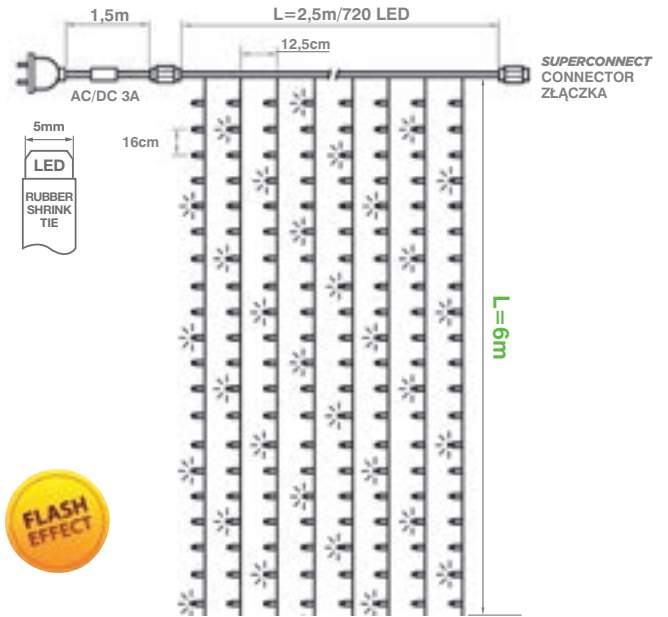 1,5m
L=2,5m/720 LED
12,5cm
SUPERCONNECT
CONNECTOR
ZŁĄCZKA
AC/DC 3A
5mm
16cm
LED
RUBBER
SHRINK
TIE
L=6m
FLASH
EFFECT